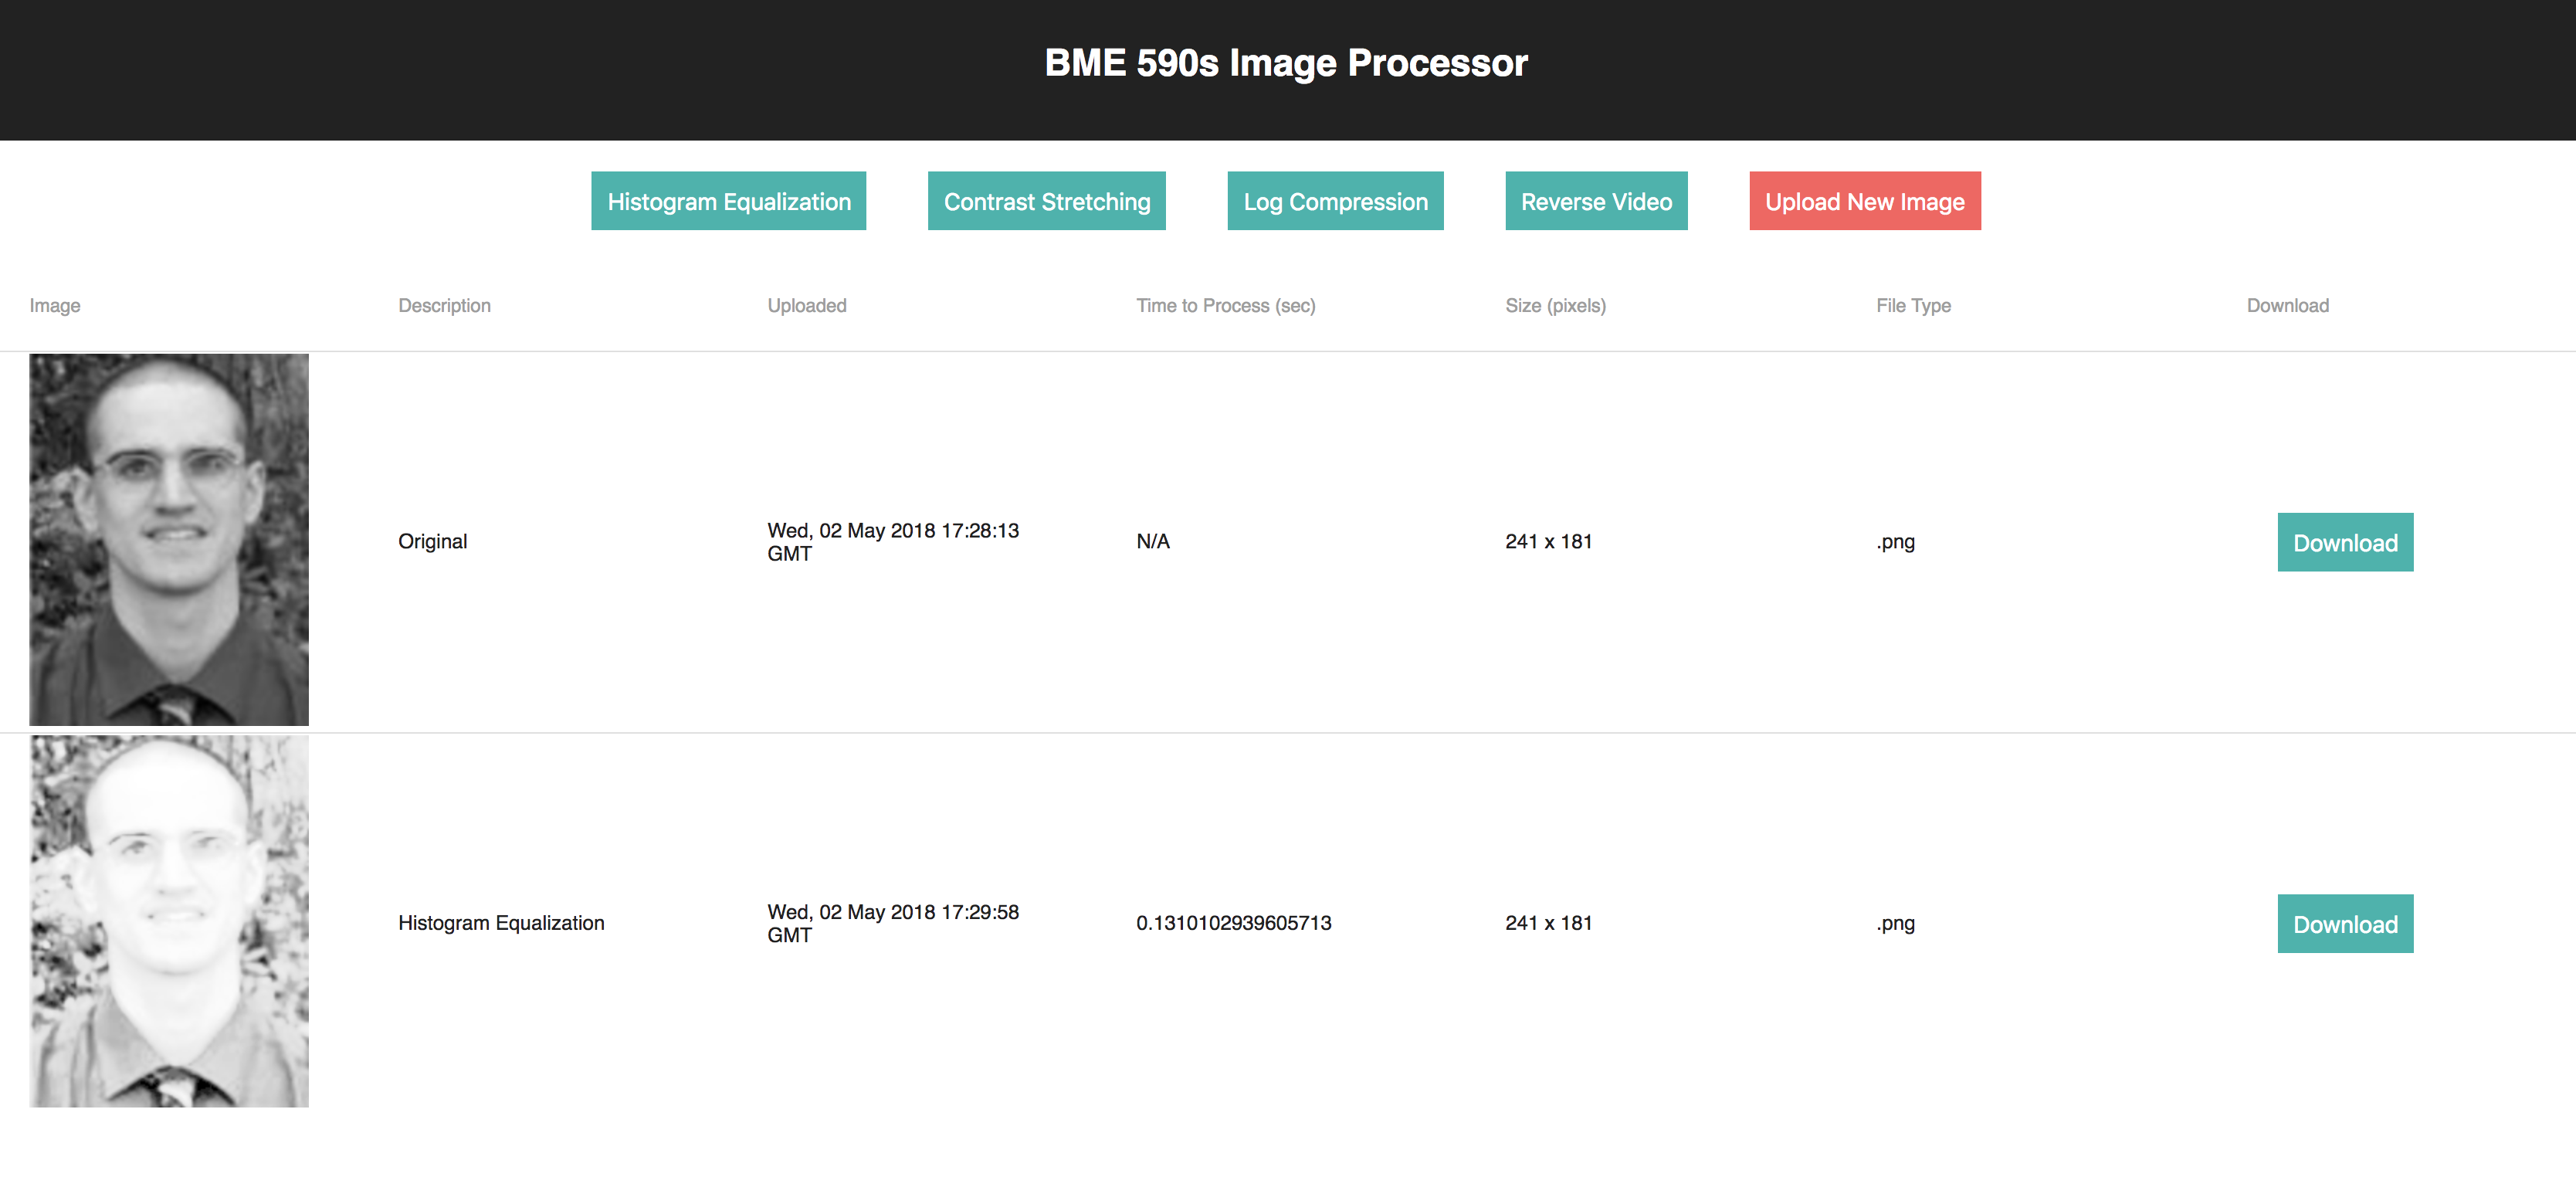 BME 590s Image Processor
Histogram Equalization
Contrast Stretching
Log Compression
Reverse Video
Upload New Image
Image
Description
Uploaded
Time to Process (sec)
Size (pixels)
File Type
Download
Original
Wed, 02 May 2018 17:28:13
GMT
N/A
241 x 181
.png
Download
Histogram Equalization
Wed, 02 May 2018 17:29:58
GMT
0.1310102939605713
241 x 181
.png
Download